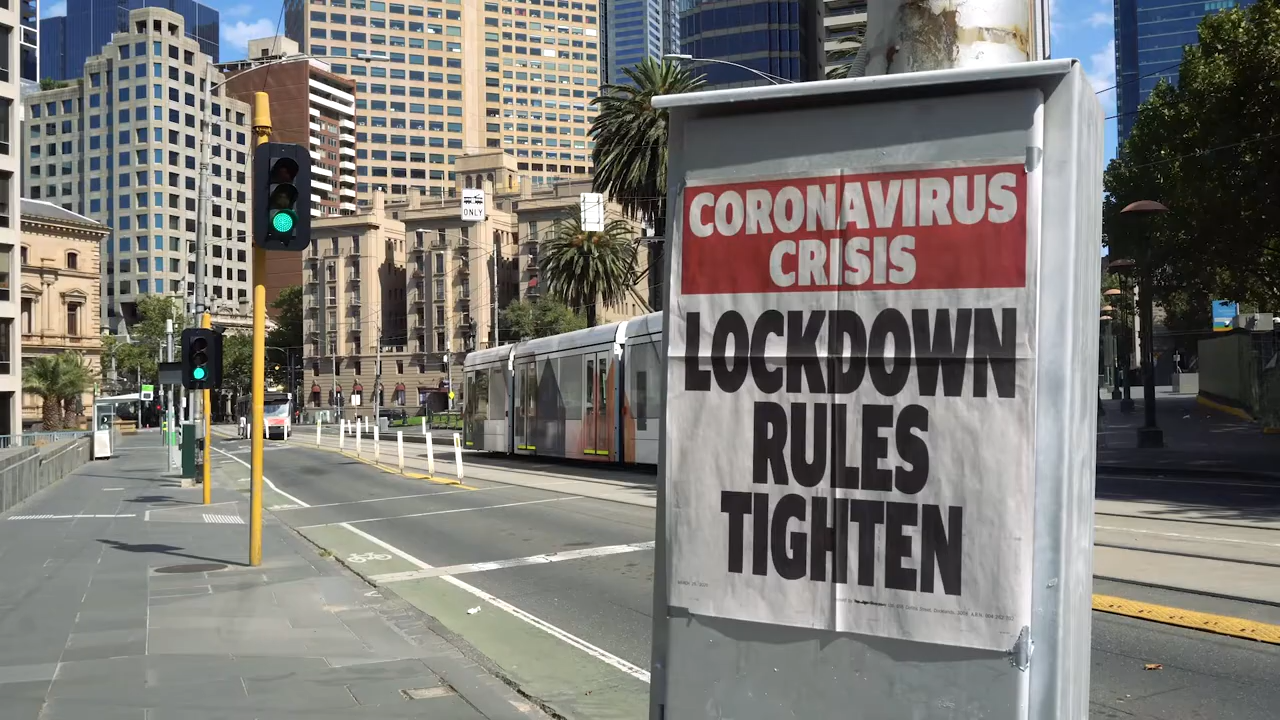 ONLY
CORONAVIRUS
CRISIS
LOCKDOWN
RULES
TIGHTEN